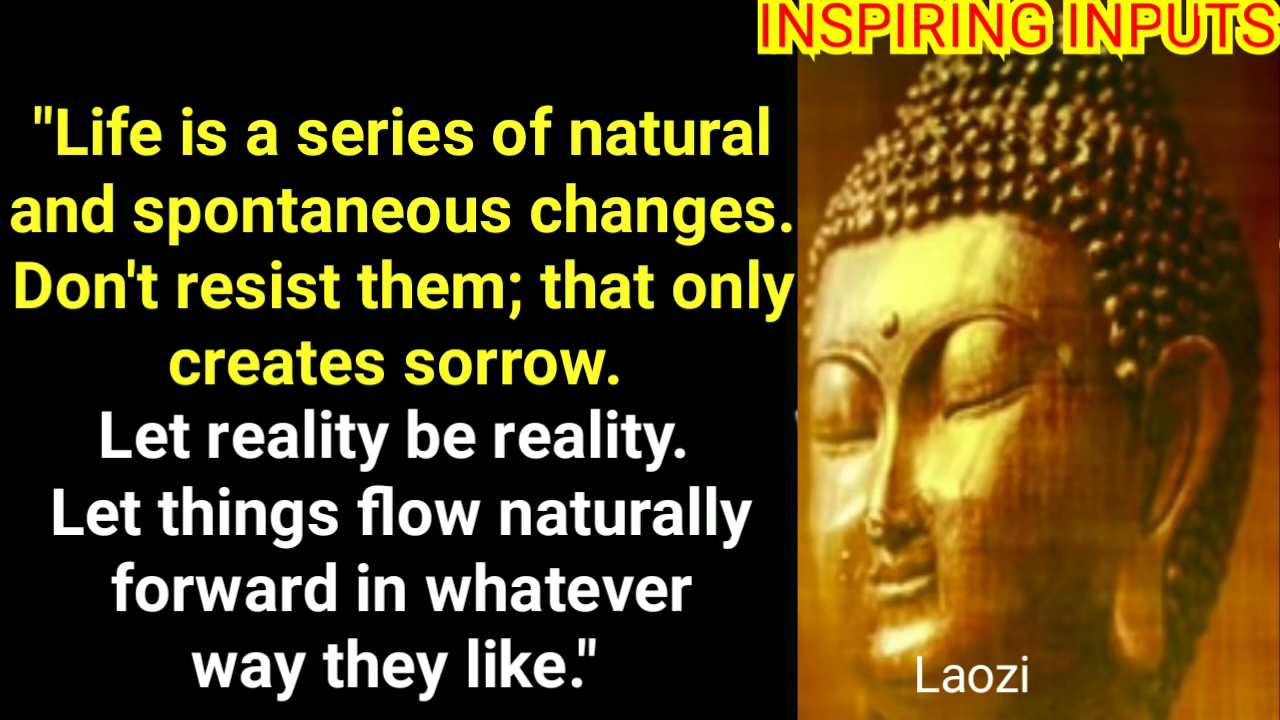 INSPIRING INPUTS
"Life is a series of natural
and spontaneous changes.
Don't resist them; that only
creates sorrow.
Let reality be reality.
Let things flow naturally
forward in whatever
way they like."
Laozi